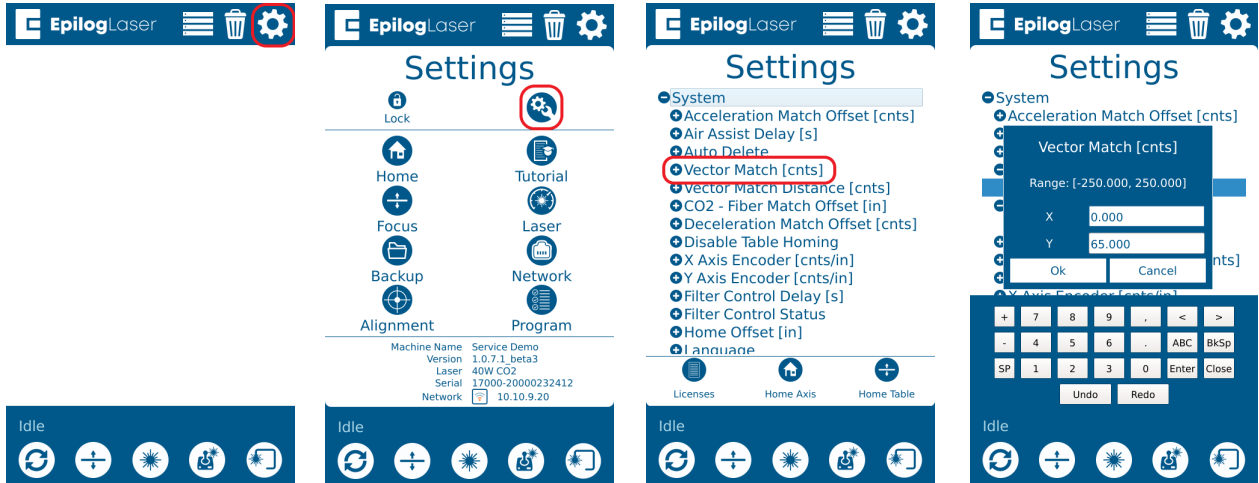 EpilogLaser
EpilogLaser
Settings
Lock
Home
Tutorial
Focus
Laser
Backup
Network
Alignment
Program
Machine Name Service Demo
Version 1.0.7.1_beta3
Laser 40W CO2
Serial 17000-20000232412
Network 10.10.9.20
Idle
Idle
EpilogLaser
Settings
System
Acceleration Match Offset [cnts]
Air Assist Delay [s]
Auto Delete
Vector Match [cnts]
Vector Match Distance [cnts]
CO2 - Fiber Match Offset [in]
Deceleration Match Offset [cnts]
Disable Table Homing
X Axis Encoder [cnts/in]
Y Axis Encoder [cnts/in]
Filter Control Delay [s]
Filter Control Status
Home Offset [in]
Language
Licenses
Home Axis
Home Table
Idle
EpilogLaser
Settings
System
Acceleration Match Offset [cnts]
Vector Match [cnts]
Range: [-250.000, 250.000]
X 0.000
Y 65.000
Ok Cancel
nts]
Y Axis Encoder [cnts/in]
+ 7 8 9 , < >
- 4 5 6 . ABC BkSp
SP 1 2 3 0 Enter Close
Undo Redo
Idle